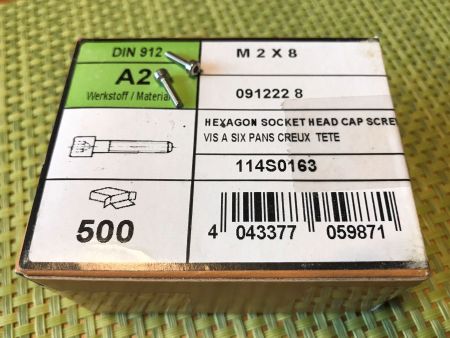 DIN 912
A2
Werkstoff / Material
M 2 X 8
091222 8
HEXAGON SOCKET HEAD CAP SCRE
VIS A SIX PANS CREUX TETE
114S0163
500
4 043377 059871